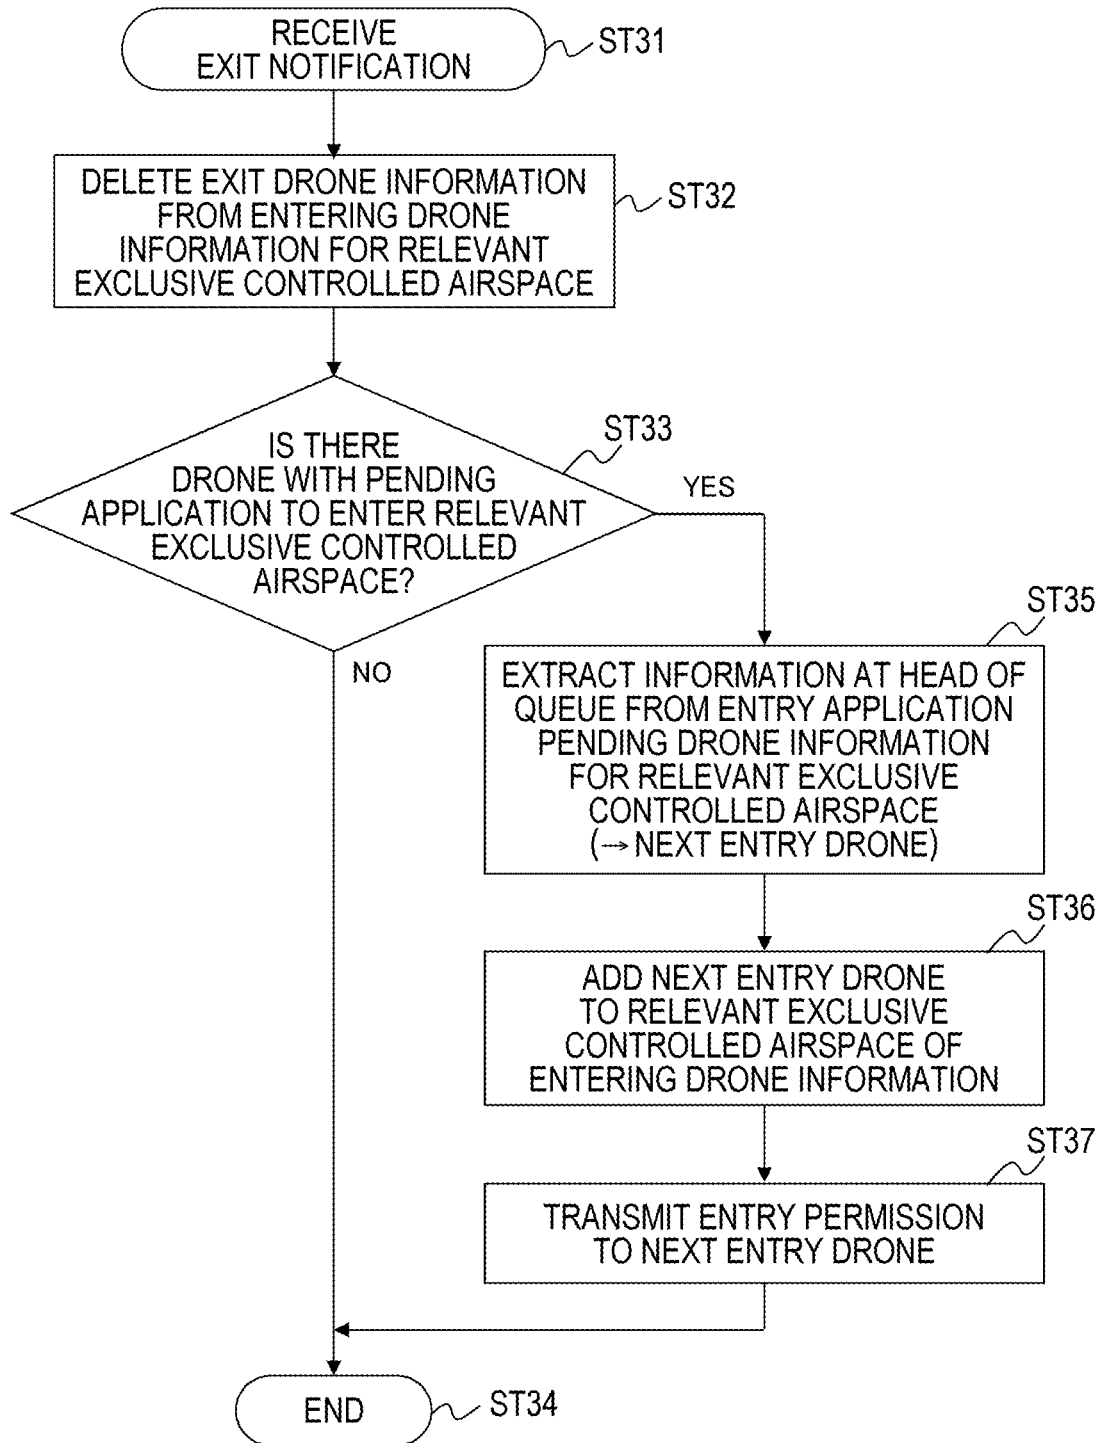 RECEIVE
EXIT NOTIFICATION
ST31
DELETE EXIT DRONE INFORMATION
FROM ENTERING DRONE
INFORMATION FOR RELEVANT
EXCLUSIVE CONTROLLED AIRSPACE
ST32
IS THERE
DRONE WITH PENDING
APPLICATION TO ENTER RELEVANT
EXCLUSIVE CONTROLLED
AIRSPACE?
ST33
YES
NO
ST35
EXTRACT INFORMATION AT HEAD OF
QUEUE FROM ENTRY APPLICATION
PENDING DRONE INFORMATION
FOR RELEVANT EXCLUSIVE
CONTROLLED AIRSPACE
(→NEXT ENTRY DRONE)
ST36
ADD NEXT ENTRY DRONE
TO RELEVANT EXCLUSIVE
CONTROLLED AIRSPACE OF
ENTERING DRONE INFORMATION
ST37
TRANSMIT ENTRY PERMISSION
TO NEXT ENTRY DRONE
END
ST34